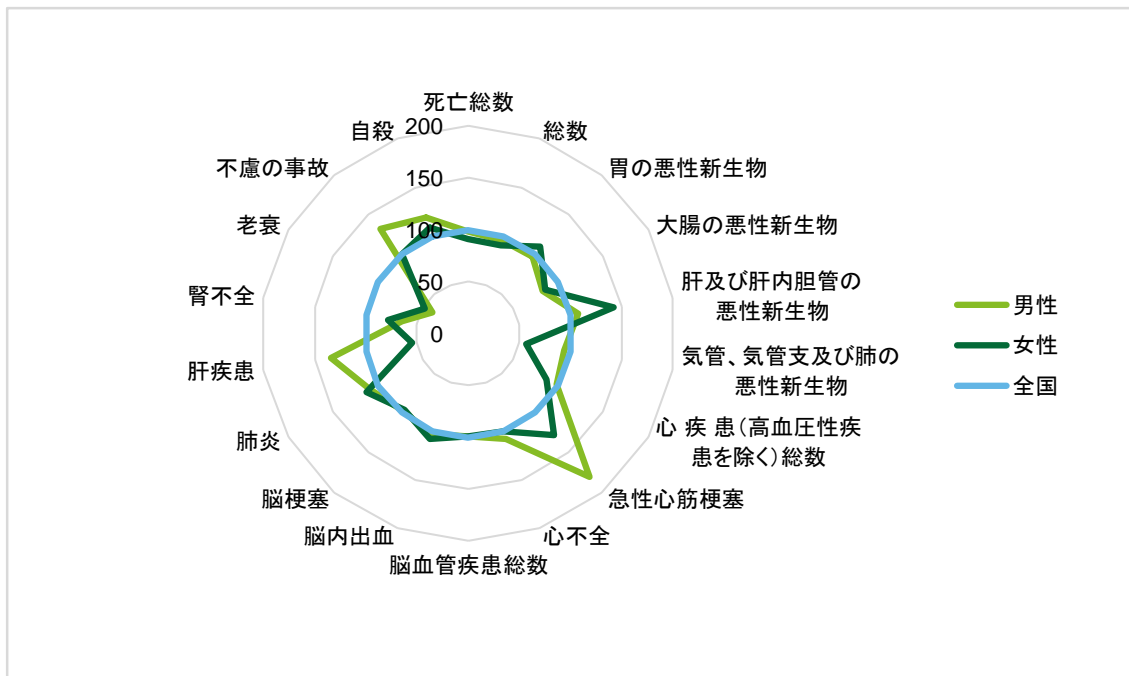 死亡総数
総数
胃の悪性新生物
大腸の悪性新生物
肝及び肝内胆管の
悪性新生物
気管、気管支及び肺の
悪性新生物
心 疾 患（高血圧性疾
患を除く）総数
急性心筋梗塞
心不全
脳血管疾患総数
脳内出血
脳梗塞
肺炎
肝疾患
腎不全
老衰
不慮の事故
自殺
200
150
100
50
0
男性
女性
全国